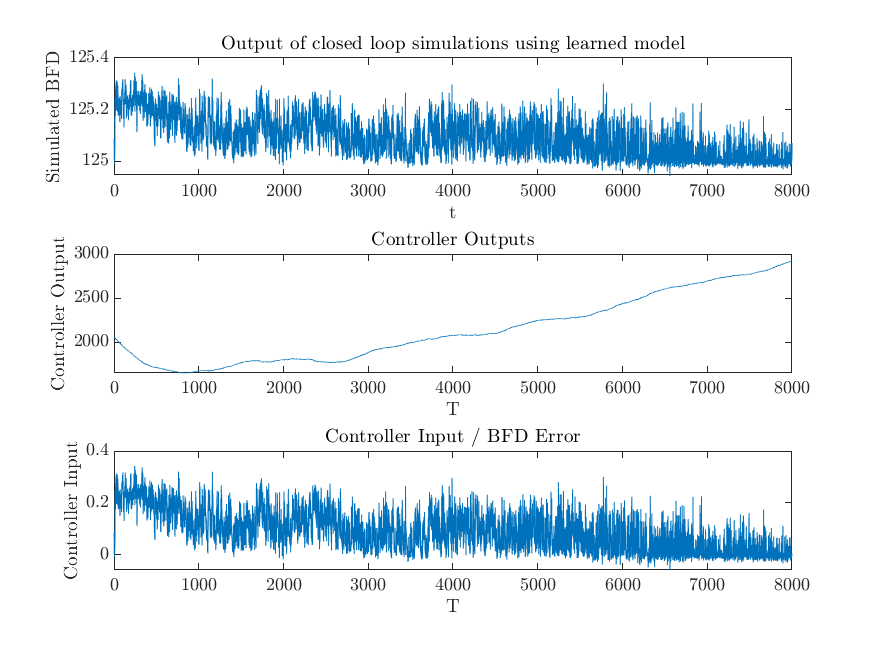 Output of closed loop simulations using learned model
Simulated BFD
125.4
125.2
125
0 1000 2000 3000 4000 5000 6000 7000 8000
t
Controller Outputs
Controller Output
3000
2500
2000
0 1000 2000 3000 4000 5000 6000 7000 8000
T
Controller Input / BFD Error
Controller Input
0.4
0.2
0
0 1000 2000 3000 4000 5000 6000 7000 8000
T